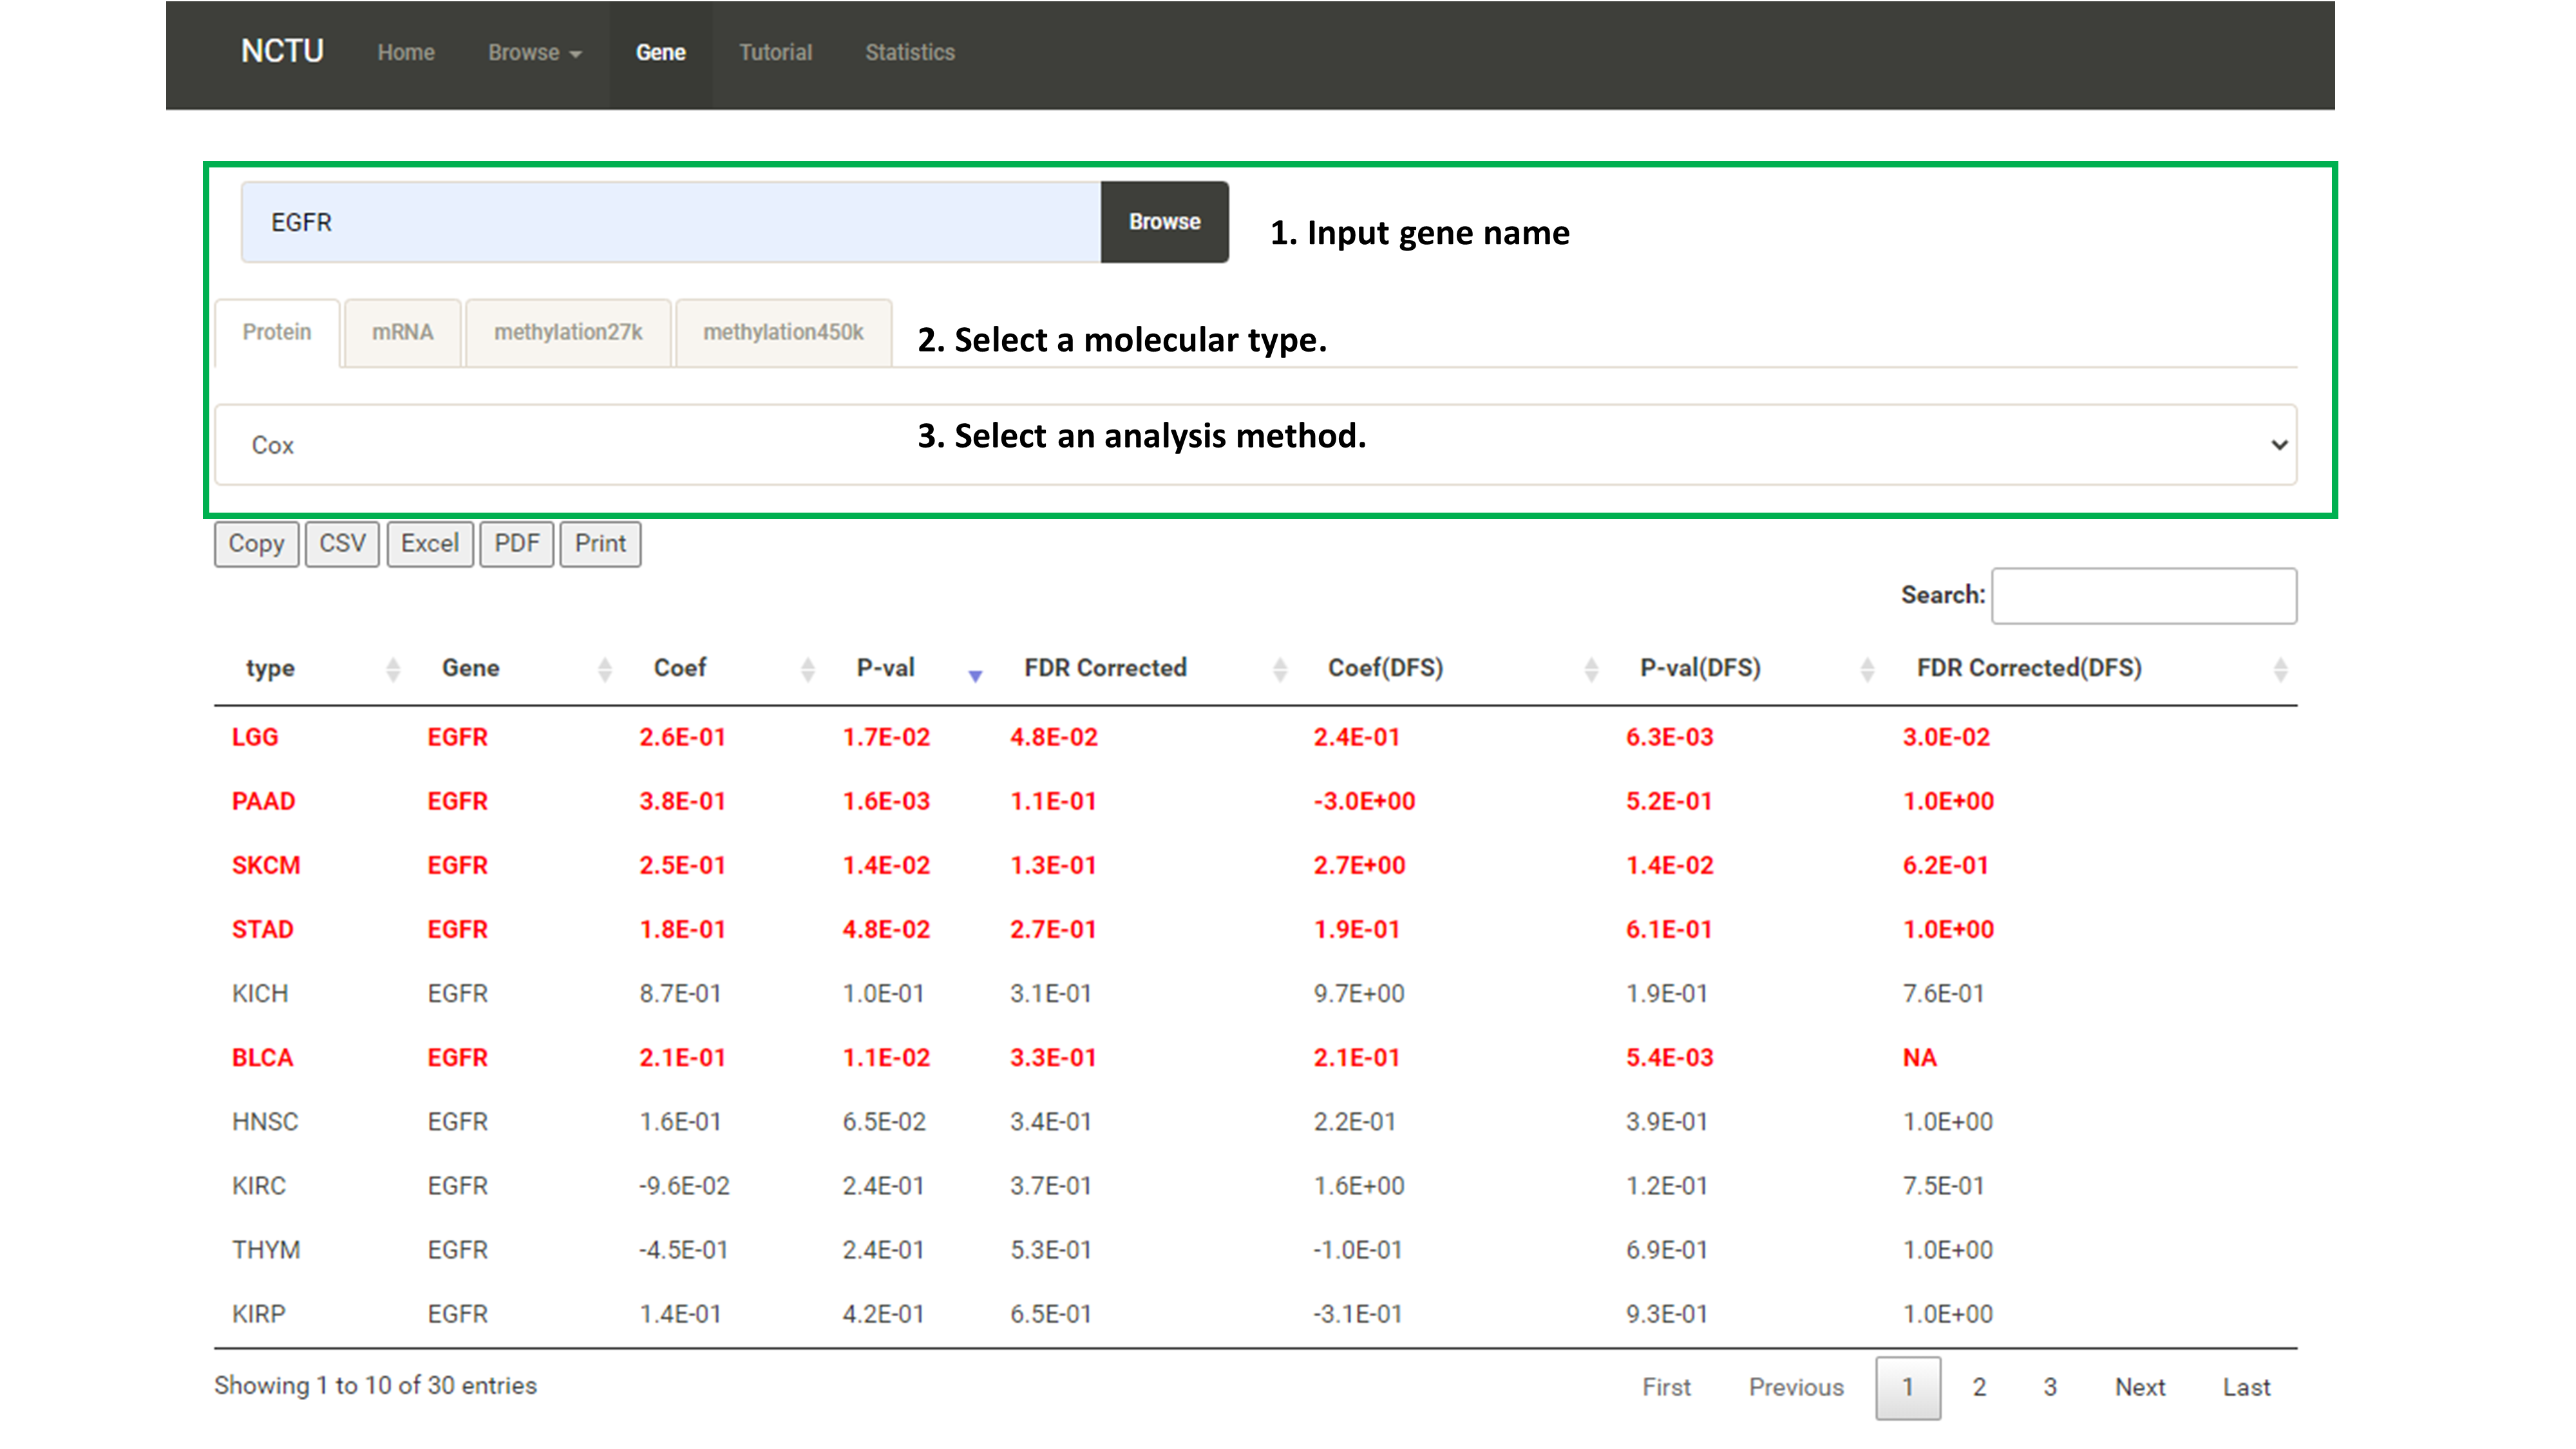 NCTU Home Browse Gene Tutorial Statistics
EGFR Browse 1. Input gene name
Protein mRNA methylation27k methylation450k 2. Select a molecular type.
Cox 3. Select an analysis method.
Copy CSV Excel PDF Print
Search:
type Gene Coef P-val FDR Corrected Coef(DFS) P-val(DFS) FDR Corrected(DFS)
LGG EGFR 2.6E-01 1.7E-02 4.8E-02 2.4E-01 6.3E-03 3.0E-02
PAAD EGFR 3.8E-01 1.6E-03 1.1E-01 -3.0E+00 5.2E-01 1.0E+00
SKCM EGFR 2.5E-01 1.4E-02 1.3E-01 2.7E+00 1.4E-02 6.2E-01
STAD EGFR 1.8E-01 4.8E-02 2.7E-01 1.9E-01 6.1E-01 1.0E+00
KICH EGFR 8.7E-01 1.0E-01 3.1E-01 9.7E+00 1.9E-01 7.6E-01
BLCA EGFR 2.1E-01 1.1E-02 3.3E-01 2.1E-01 5.4E-03 NA
HNSC EGFR 1.6E-01 6.5E-02 3.4E-01 2.2E-01 3.9E-01 1.0E+00
KIRC EGFR -9.6E-02 2.4E-01 3.7E-01 1.6E+00 1.2E-01 7.5E-01
THYM EGFR -4.5E-01 2.4E-01 5.3E-01 -1.0E-01 6.9E-01 1.0E+00
KIRP EGFR 1.4E-01 4.2E-01 6.5E-01 -3.1E-01 9.3E-01 1.0E+00
Showing 1 to 10 of 30 entries First Previous 1 2 3 Next Last